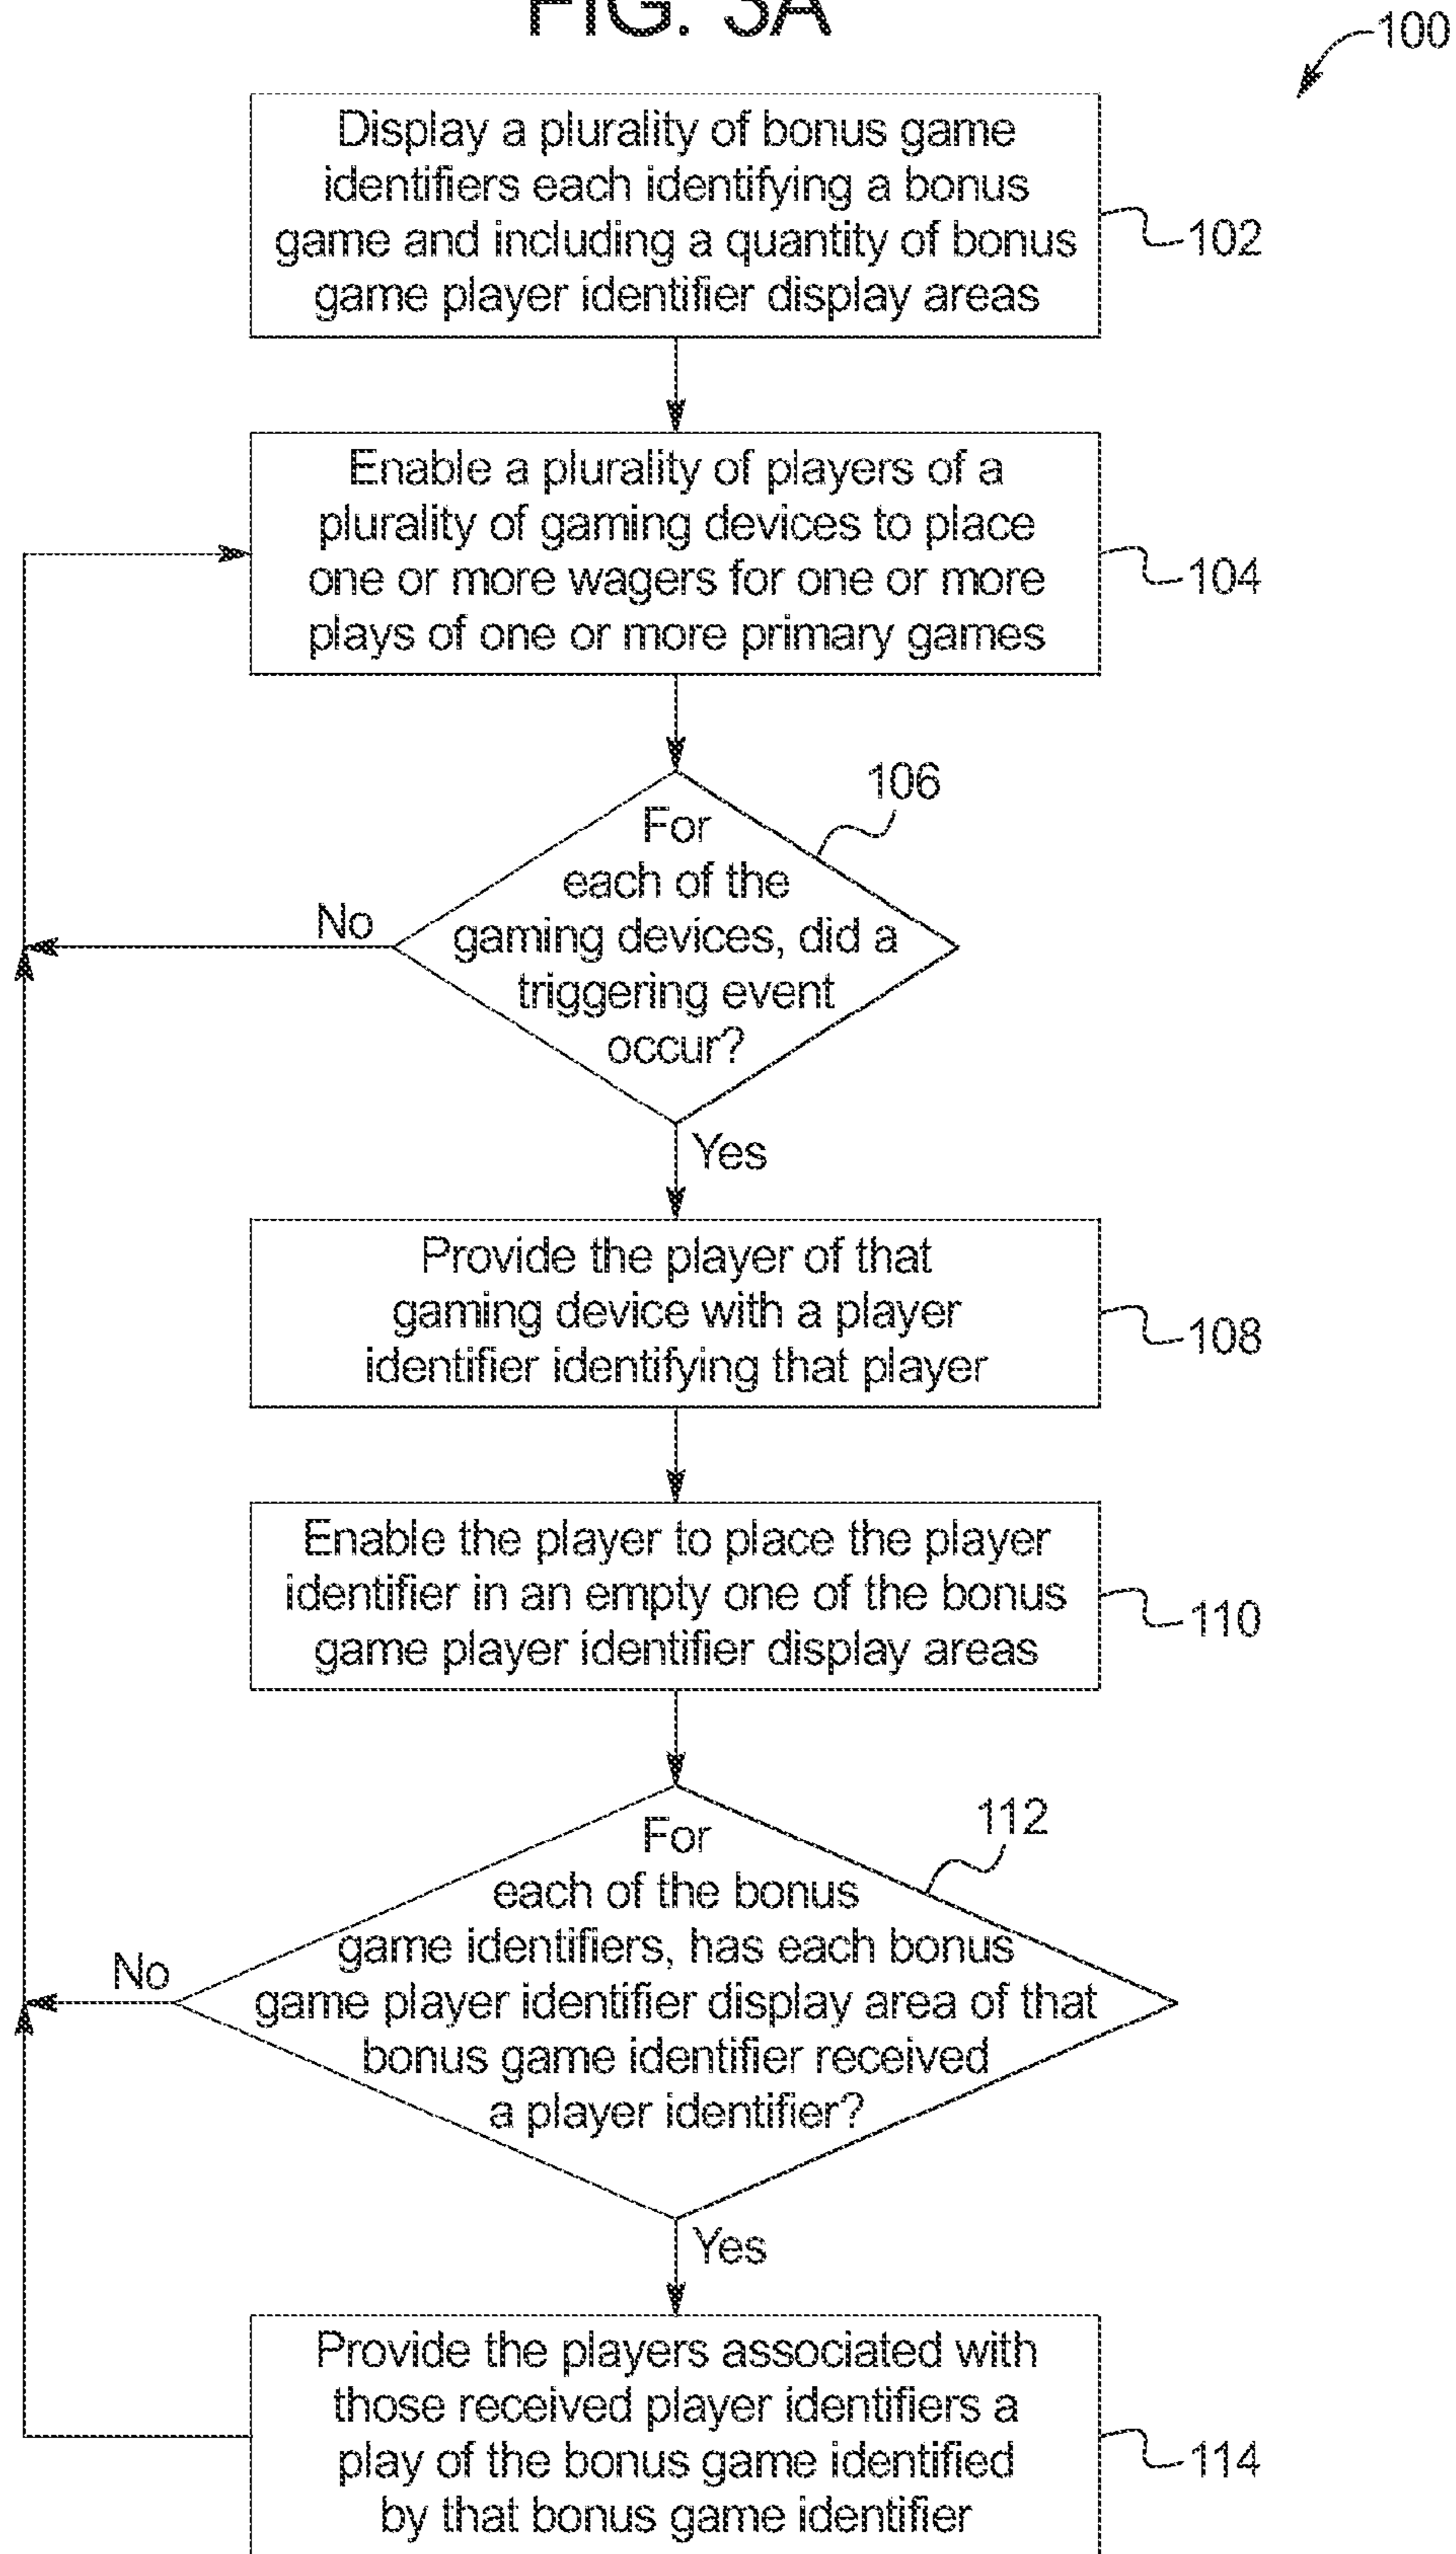 FIG. 3A
100
Display a plurality of bonus game
identifiers each identifying a bonus
game and including a quantity of bonus
game player identifier display areas
102
Enable a plurality of players of a
plurality of gaming devices to place
one or more wagers for one or more
plays of one or more primary games
104
106
For
each of the
gaming devices, did a
triggering event
occur?
No
Yes
Provide the player of that
gaming device with a player
identifier identifying that player
108
Enable the player to place the player
identifier in an empty one of the bonus
game player identifier display areas
110
112
For
each of the bonus
game identifiers, has each bonus
game player identifier display area of that
bonus game identifier received
a player identifier?
No
Yes
Provide the players associated with
those received player identifiers a
play of the bonus game identified
by that bonus game identifier
114